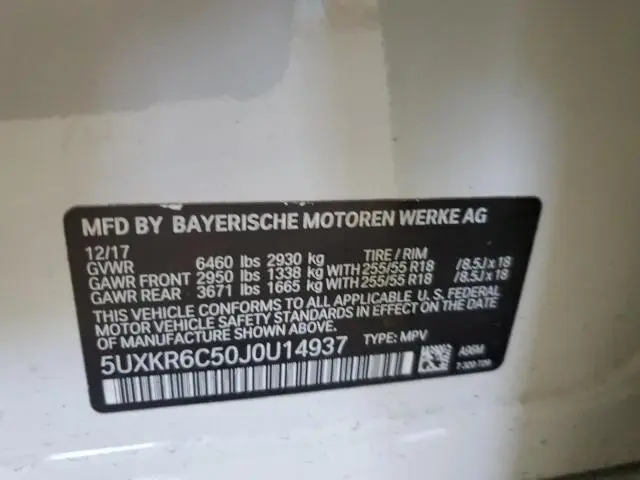 MFD BY BAYERISCHE MOTOREN WERKE AG
12/17 TIRE / RIM
GVWR 6460 lbs 2930 kg
GAWR FRONT 2950 lbs 1338 kg WITH 255/55 R18 /8.5J x 18
GAWR REAR 3671 lbs 1665 kg WITH 255/55 R18 /8.5J x 18
THIS VEHICLE CONFORMS TO ALL APPLICABLE U.S. FEDERAL
MOTOR VEHICLE SAFETY STANDARDS IN EFFECT ON THE DATE
OF MANUFACTURE SHOWN ABOVE.
5UXKR6C50J0U14937 TYPE: MPV
A96M